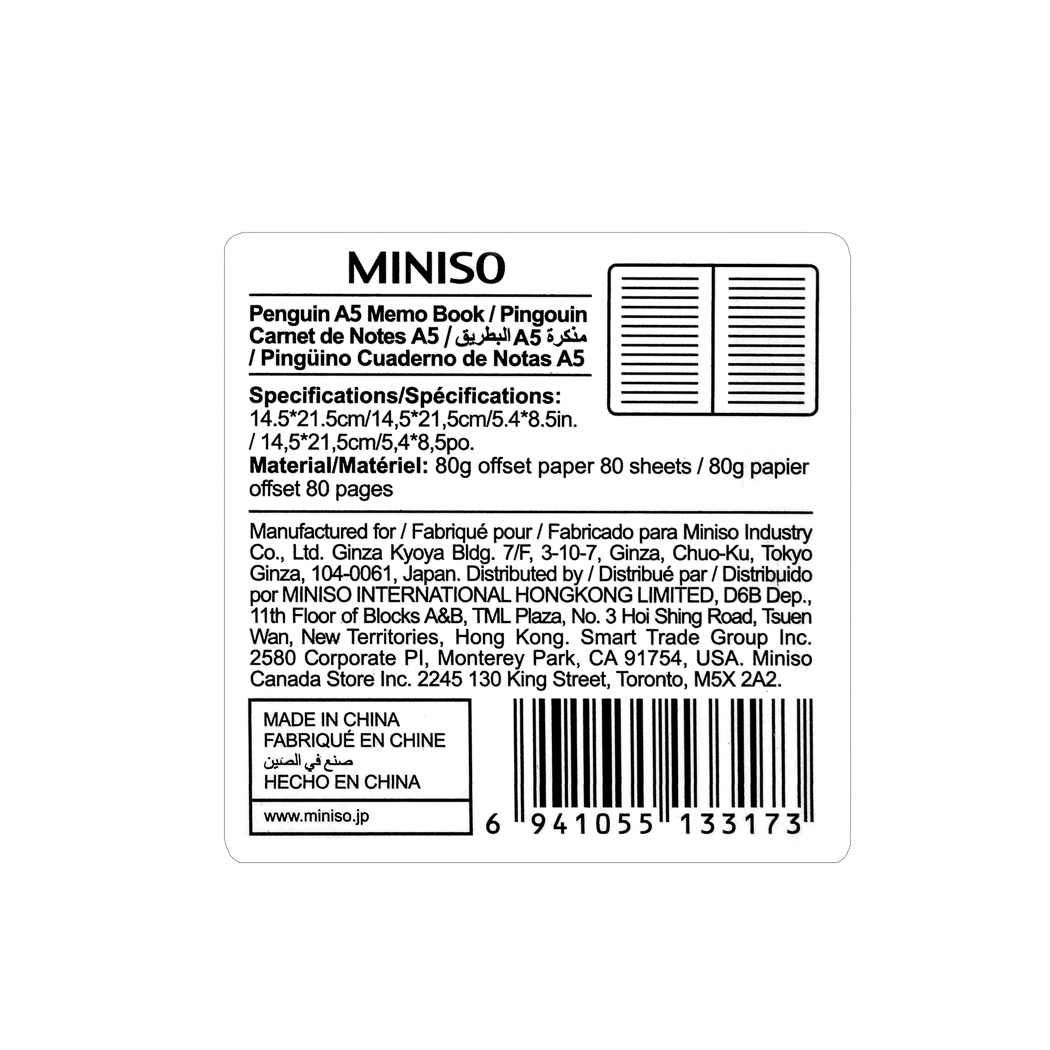 MINISO
Penguin A5 Memo Book / Pingouin
Carnet de Notes A5 / مذكرة A5 البطريق
/ Pingüino Cuaderno de Notas A5
Specifications/Spécifications:
14.5*21.5cm/14,5*21,5cm/5.4*8.5in.
/ 14,5*21,5cm/5,4*8,5po.
Material/Matériel: 80g offset paper 80 sheets / 80g papier
offset 80 pages
Manufactured for / Fabriqué pour / Fabricado para Miniso Industry
Co., Ltd. Ginza Kyoya Bldg. 7/F, 3-10-7, Ginza, Chuo-Ku, Tokyo
Ginza, 104-0061, Japan. Distributed by / Distribué par / Distribuido
por MINISO INTERNATIONAL HONGKONG LIMITED, D6B Dep.,
11th Floor of Blocks A&B, TML Plaza, No. 3 Hoi Shing Road, Tsuen
Wan, New Territories, Hong Kong. Smart Trade Group Inc.
2580 Corporate Pl, Monterey Park, CA 91754, USA. Miniso
Canada Store Inc. 2245 130 King Street, Toronto, M5X 2A2.
MADE IN CHINA
FABRIQUÉ EN CHINE
صنع في الصين
HECHO EN CHINA
www.miniso.jp
6 941055 133173